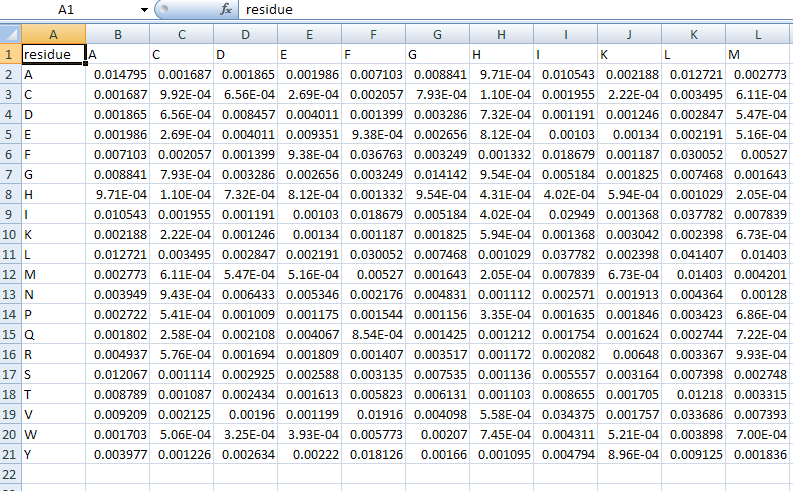 A1 fx residue
A B C D E F G H I J K L
1 residue A C D E F G H I K L M
2 A 0.014795 0.001687 0.001865 0.001986 0.007103 0.008841 9.71E-04 0.010543 0.002188 0.012721 0.002773
3 C 0.001687 9.92E-04 6.56E-04 2.69E-04 0.002057 7.93E-04 1.10E-04 0.001955 2.22E-04 0.003495 6.11E-04
4 D 0.001865 6.56E-04 0.008457 0.004011 0.001399 0.003286 7.32E-04 0.001191 0.001246 0.002847 5.47E-04
5 E 0.001986 2.69E-04 0.004011 0.009351 9.38E-04 0.002656 8.12E-04 0.00103 0.00134 0.002191 5.16E-04
6 F 0.007103 0.002057 0.001399 9.38E-04 0.036763 0.003249 0.001332 0.018679 0.001187 0.030052 0.00527
7 G 0.008841 7.93E-04 0.003286 0.002656 0.003249 0.014142 9.54E-04 0.005184 0.001825 0.007468 0.001643
8 H 9.71E-04 1.10E-04 7.32E-04 8.12E-04 0.001332 9.54E-04 4.31E-04 4.02E-04 5.94E-04 0.001029 2.05E-04
9 I 0.010543 0.001955 0.001191 0.00103 0.018679 0.005184 4.02E-04 0.02949 0.001368 0.037782 0.007839
10 K 0.002188 2.22E-04 0.001246 0.00134 0.001187 0.001825 5.94E-04 0.001368 0.003042 0.002398 6.73E-04
11 L 0.012721 0.003495 0.002847 0.002191 0.030052 0.007468 0.001029 0.037782 0.002398 0.041407 0.01403
12 M 0.002773 6.11E-04 5.47E-04 5.16E-04 0.00527 0.001643 2.05E-04 0.007839 6.73E-04 0.01403 0.004201
13 N 0.003949 9.43E-04 0.006433 0.005346 0.002176 0.004831 0.001112 0.002571 0.001913 0.004364 0.00128
14 P 0.002722 5.41E-04 0.001009 0.001175 0.001544 0.001156 3.35E-04 0.001635 0.001846 0.003423 6.86E-04
15 Q 0.001802 2.58E-04 0.002108 0.004067 8.54E-04 0.001425 0.001212 0.001754 0.001624 0.002744 7.22E-04
16 R 0.004937 5.76E-04 0.001694 0.001809 0.001407 0.003517 0.001172 0.002082 0.00648 0.003367 9.93E-04
17 S 0.012067 0.001114 0.002925 0.002588 0.003135 0.007535 0.001136 0.005557 0.003164 0.007398 0.002748
18 T 0.008789 0.001087 0.002434 0.001613 0.005823 0.006131 0.001103 0.008655 0.001705 0.01218 0.003315
19 V 0.009209 0.002125 0.00196 0.001199 0.01916 0.004098 5.58E-04 0.034375 0.001757 0.033686 0.007393
20 W 0.001703 5.06E-04 3.25E-04 3.93E-04 0.005773 0.00207 7.45E-04 0.004311 5.21E-04 0.003898 7.00E-04
21 Y 0.003977 0.001226 0.002634 0.00222 0.018126 0.00166 0.001095 0.004794 8.96E-04 0.009125 0.001836
22